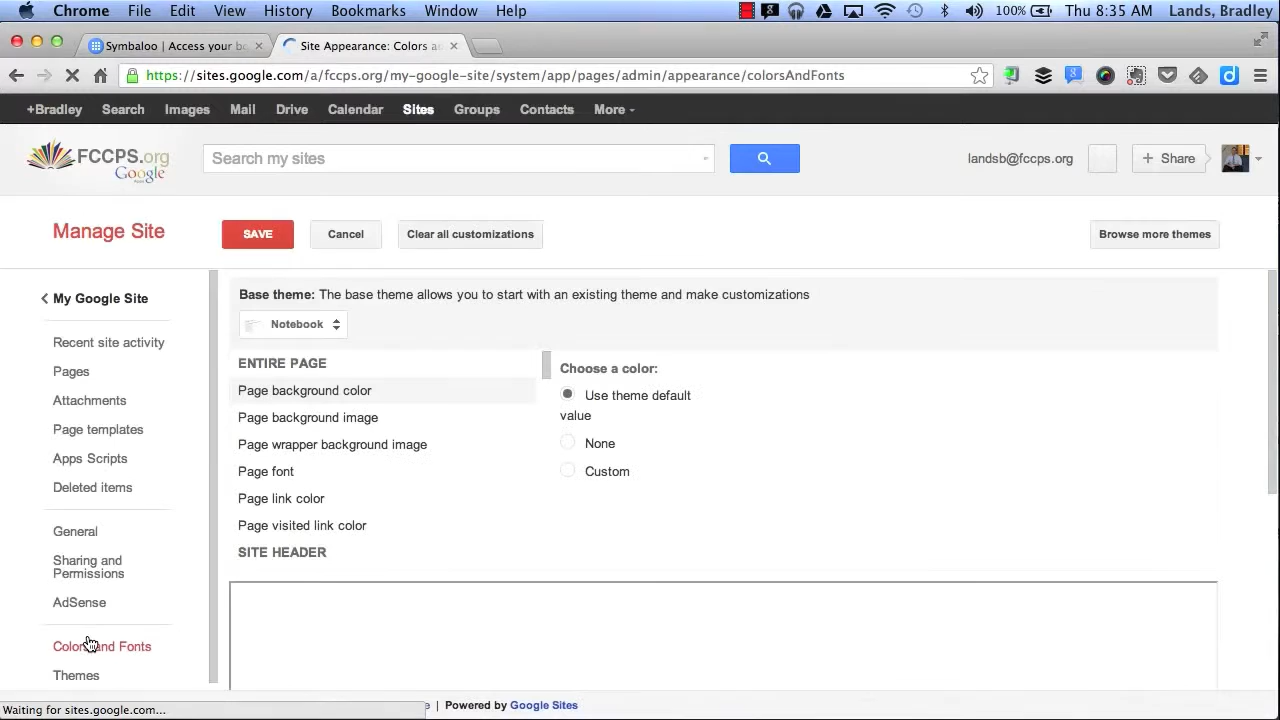 Chrome File Edit View History Bookmarks Window Help 100% Thu 8:35 AM Lands, Bradley
Symbaloo | Access your bo
Site Appearance: Colors an
https://sites.google.com/a/fccps.org/my-google-site/system/app/pages/admin/appearance/colorsAndFonts
+Bradley Search Images Mail Drive Calendar Sites Groups Contacts More
FCCPS.org
Google
Search my sites
landsb@fccps.org
+ Share
Manage Site
SAVE
Cancel
Clear all customizations
Browse more themes
My Google Site
Recent site activity
Pages
Attachments
Page templates
Apps Scripts
Deleted items
General
Sharing and
Permissions
AdSense
Colors and Fonts
Themes
Base theme: The base theme allows you to start with an existing theme and make customizations
Notebook
ENTIRE PAGE
Page background color
Page background image
Page wrapper background image
Page font
Page link color
Page visited link color
SITE HEADER
Choose a color:
Use theme default
value
None
Custom
Waiting for sites.google.com...
e | Powered by Google Sites